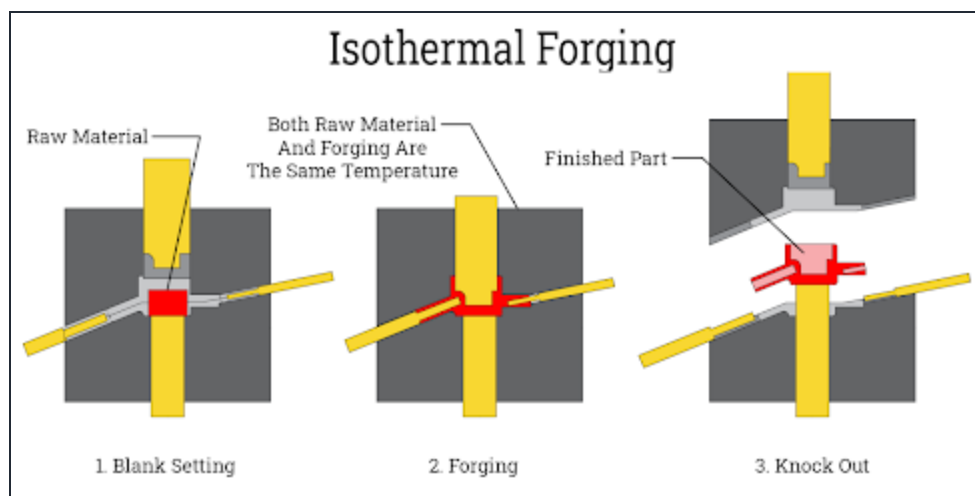 Isothermal Forging
Raw Material
Both Raw Material
And Forging Are
The Same Temperature
Finished Part
1. Blank Setting
2. Forging
3. Knock Out